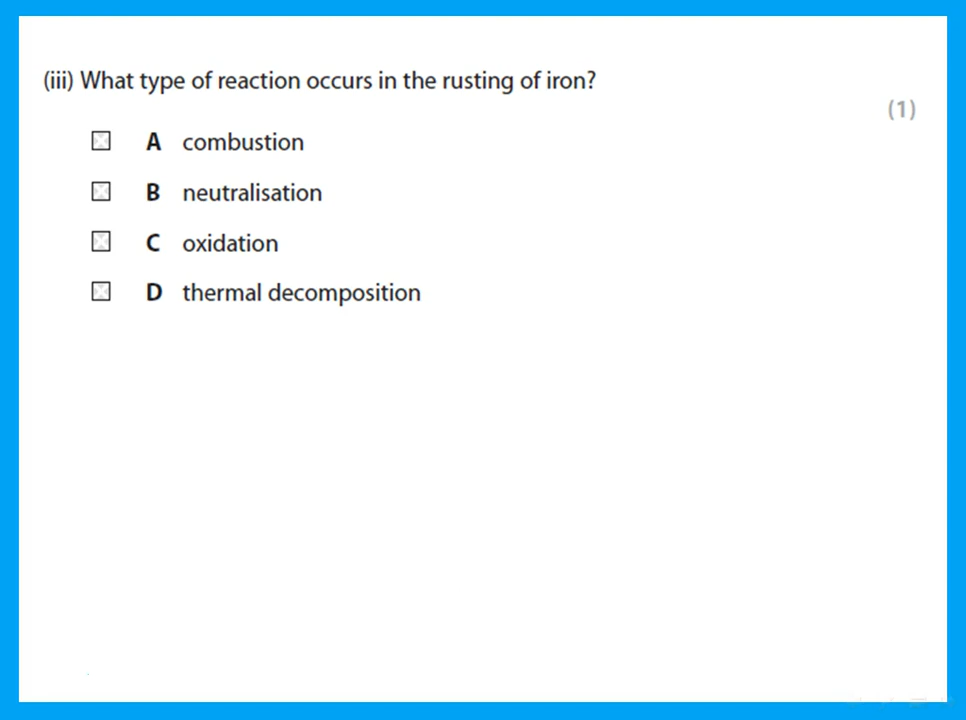 (iii) What type of reaction occurs in the rusting of iron?
(1)
A combustion
B neutralisation
C oxidation
D thermal decomposition